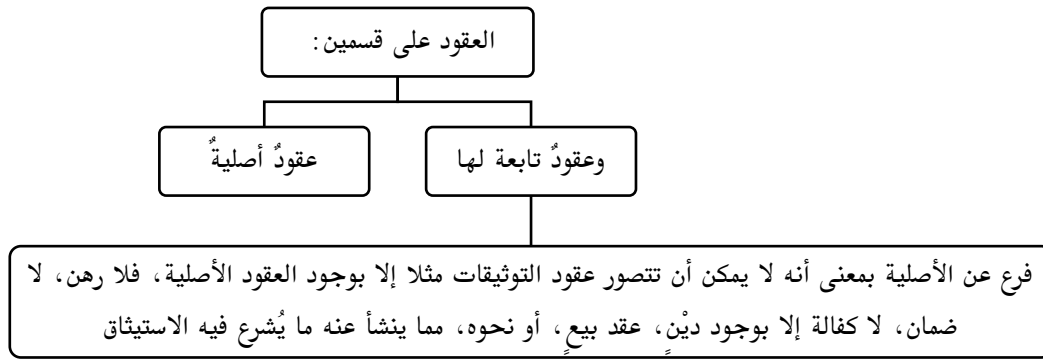 العقود على قسمين:
عقودٌ أصليةٌ
وعقودٌ تابعة لها
فرع عن الأصلية بمعنى أنه لا يمكن أن تتصور عقود التوثيقات مثلا إلا بوجود العقود الأصلية، فلا رهن، لا
ضمان، لا كفالة إلا بوجود ديْنٍ، عقد بيعٍ، أو نحوه، مما ينشأ عنه ما يُشرع فيه الاستيثاق